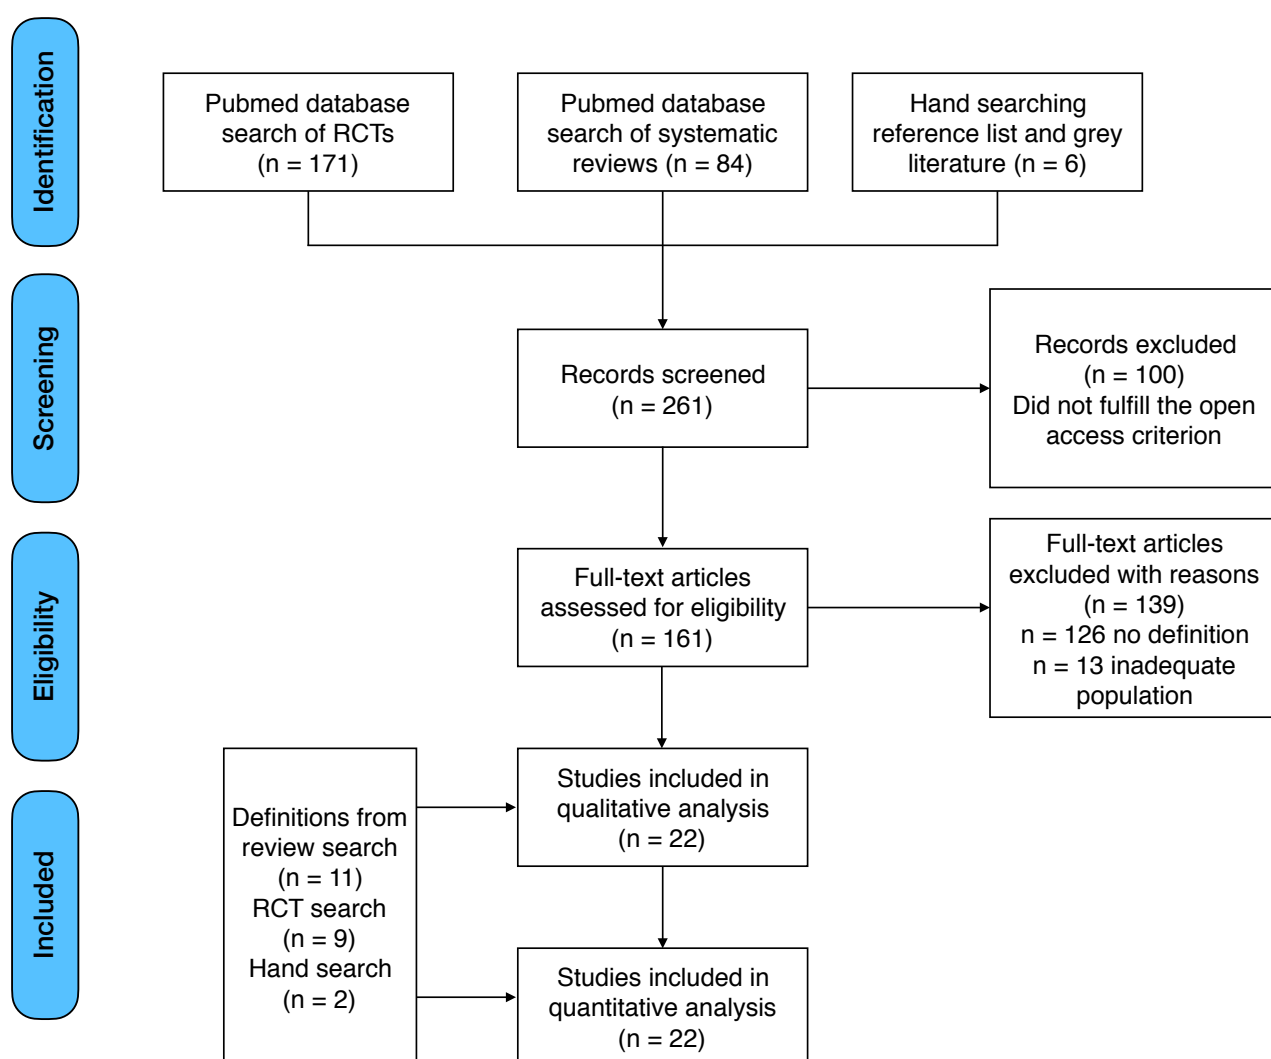 Identification
Pubmed database
search of RCTs
(n = 171)
Pubmed database
search of systematic
reviews (n = 84)
Hand searching
reference list and grey
literature (n = 6)
Screening
Records screened
(n = 261)
Records excluded
(n = 100)
Did not fulfill the open
access criterion
Eligibility
Full-text articles
assessed for eligibility
(n = 161)
Full-text articles
excluded with reasons
(n = 139)
n = 126 no definition
n = 13 inadequate
population
Included
Definitions from
review search
(n = 11)
RCT search
(n = 9)
Hand search
(n = 2)
Studies included in
qualitative analysis
(n = 22)
Studies included in
quantitative analysis
(n = 22)